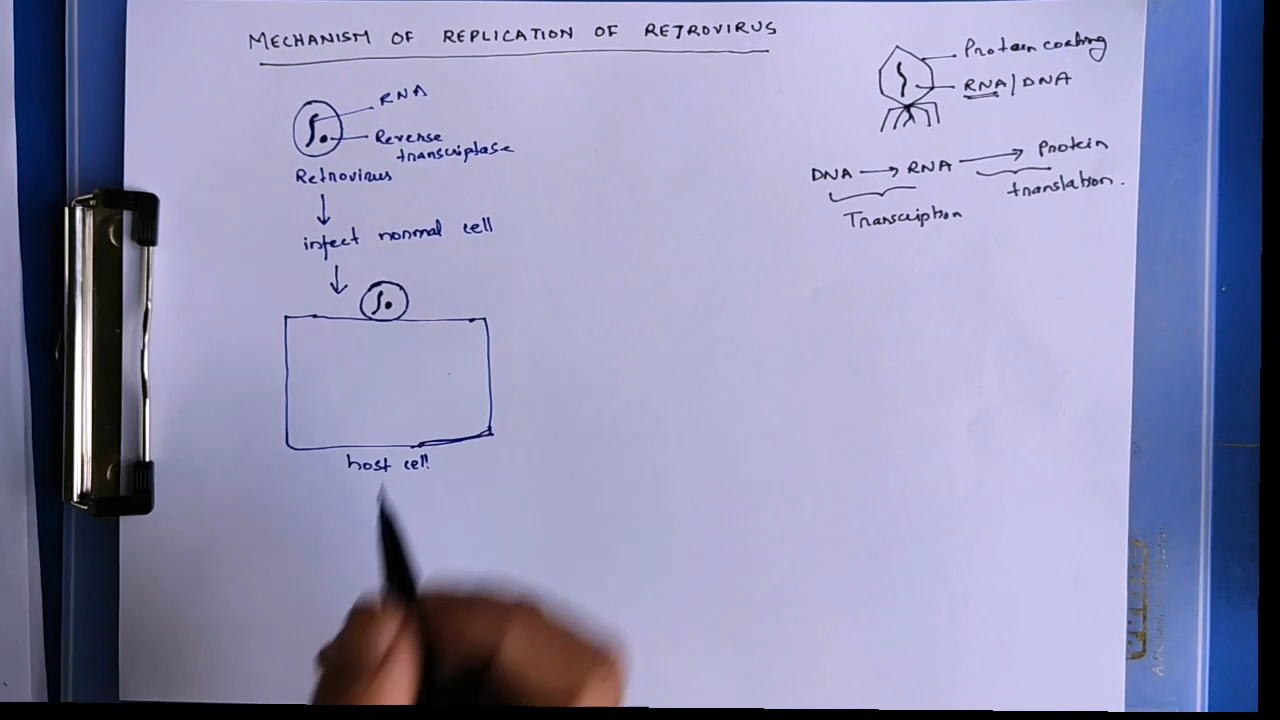 MECHANISM OF REPLICATION OF RETROVIRUS
RNA
Reverse
transcriptase
Retrovirus
infect normal cell
host cell
Protein coating
RNA/DNA
DNA → RNA → Protein
Transcription
translation.